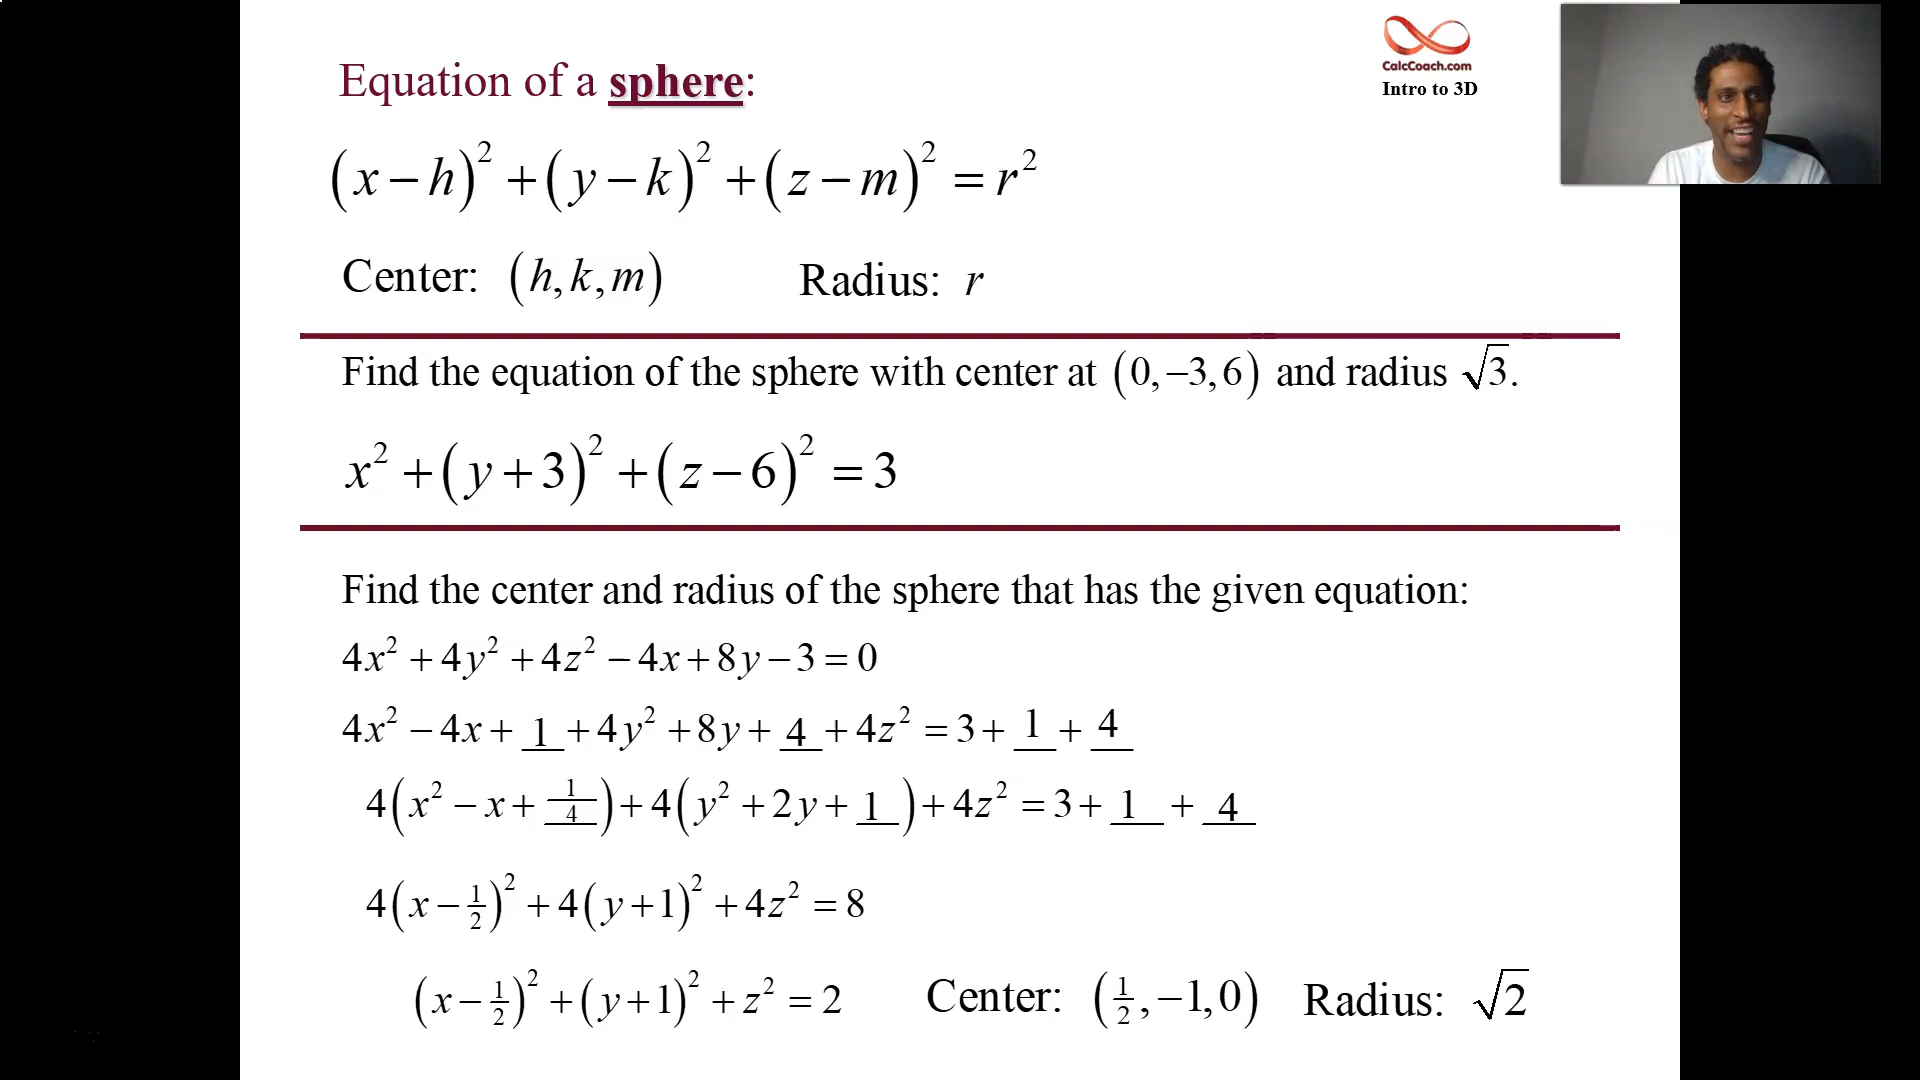 CalcCoach.com
Intro to 3D
Equation of a sphere:
(x − h)² + (y − k)² + (z − m)² = r²
Center: (h, k, m) Radius: r
Find the equation of the sphere with center at (0, −3, 6) and radius √3.
x² + (y + 3)² + (z − 6)² = 3
Find the center and radius of the sphere that has the given equation:
4x² + 4y² + 4z² − 4x + 8y − 3 = 0
4x² − 4x + 1 + 4y² + 8y + 4 + 4z² = 3 + 1 + 4
4(x² − x + 1/4) + 4(y² + 2y + 1) + 4z² = 3 + 1 + 4
4(x − 1/2)² + 4(y + 1)² + 4z² = 8
(x − 1/2)² + (y + 1)² + z² = 2 Center: (1/2, −1, 0) Radius: √2